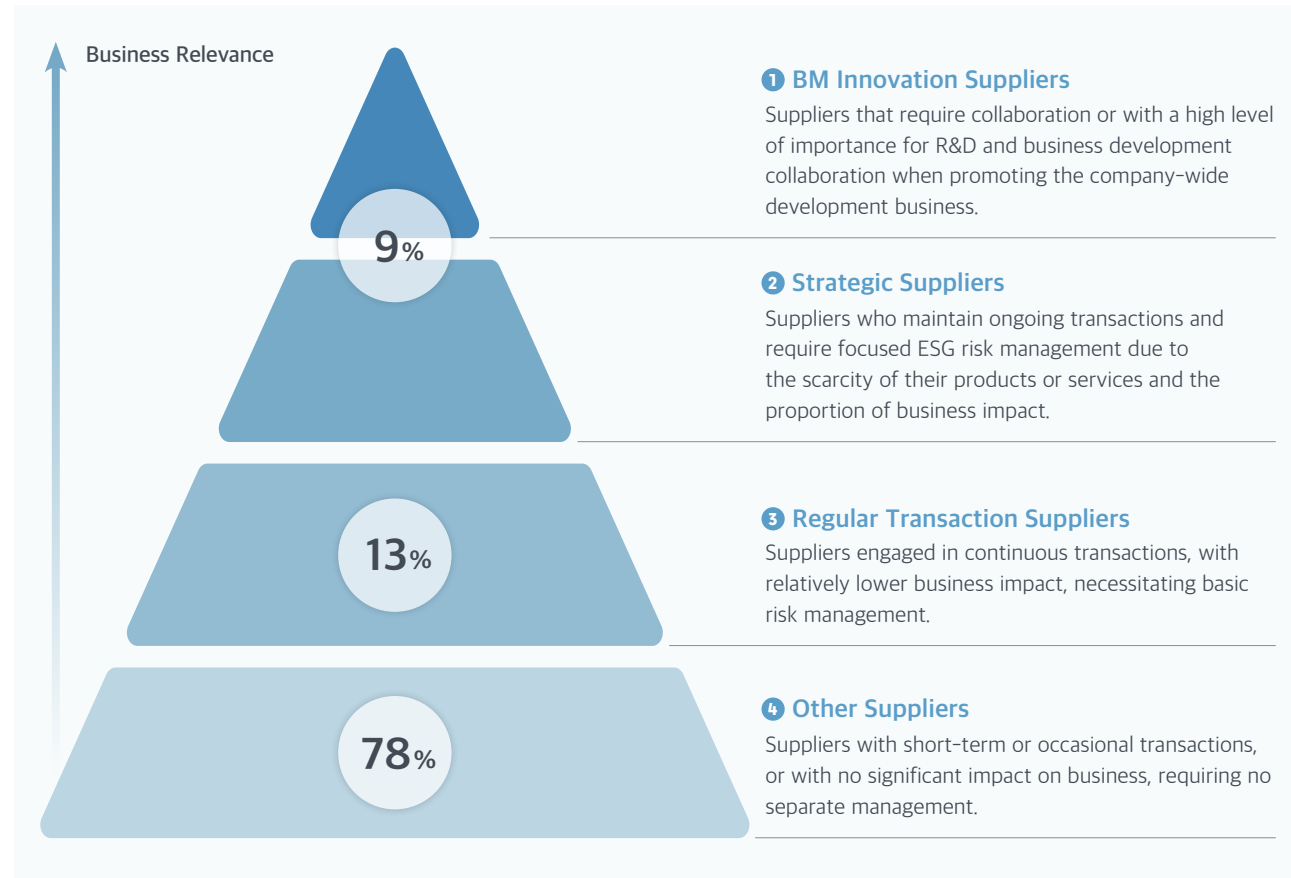 Business Relevance
1 BM Innovation Suppliers
Suppliers that require collaboration or with a high level
of importance for R&D and business development
collaboration when promoting the company-wide
development business.
9%
2 Strategic Suppliers
Suppliers who maintain ongoing transactions and
require focused ESG risk management due to
the scarcity of their products or services and the
proportion of business impact.
13%
3 Regular Transaction Suppliers
Suppliers engaged in continuous transactions, with
relatively lower business impact, necessitating basic
risk management.
78%
4 Other Suppliers
Suppliers with short-term or occasional transactions,
or with no significant impact on business, requiring no
separate management.